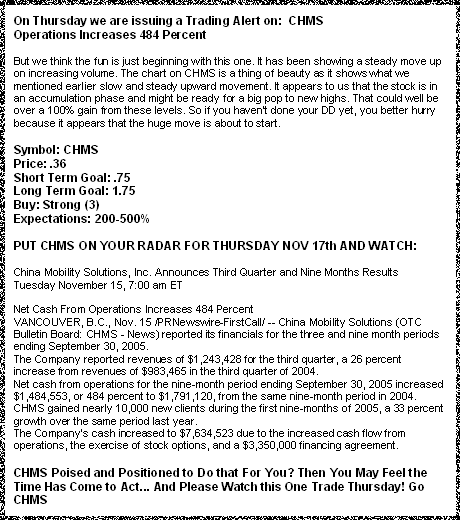 On Thursday we are issuing a Trading Alert on:  CHMS
Operations Increases 484 Percent
But we think the fun is just beginning with this one. It has been showing a steady move up
on increasing volume. The chart on CHMS is a thing of beauty as it shows what we
mentioned earlier slow and steady upward movement. It appears to us that the stock is in
an accumulation phase and might be ready for a big pop to new highs. That could well be
over a 100% gain from these levels. So if you haven't done your DD yet, you better hurry
because it appears that the huge move is about to start.
Symbol: CHMS
Price: .36
Short Term Goal: .75
Long Term Goal: 1.75
Buy: Strong (3)
Expectations: 200-500%
PUT CHMS ON YOUR RADAR FOR THURSDAY NOV 17th AND WATCH:
China Mobility Solutions, Inc. Announces Third Quarter and Nine Months Results
Tuesday November 15, 7:00 am ET
Net Cash From Operations Increases 484 Percent
VANCOUVER, B.C., Nov. 15 /PRNewswire-FirstCall/ -- China Mobility Solutions (OTC
Bulletin Board: CHMS - News) reported its financials for the three and nine month periods
ending September 30, 2005.
The Company reported revenues of $1,243,428 for the third quarter, a 26 percent
increase from revenues of $983,465 in the third quarter of 2004.
Net cash from operations for the nine-month period ending September 30, 2005 increased
$1,484,553, or 484 percent to $1,791,120, from the same nine-month period in 2004.
CHMS gained nearly 10,000 new clients during the first nine-months of 2005, a 33 percent
growth over the same period last year.
The Company's cash increased to $7,634,523 due to the increased cash flow from
operations, the exercise of stock options, and a $3,350,000 financing agreement.
CHMS Poised and Positioned to Do that For You? Then You May Feel the
Time Has Come to Act... And Please Watch this One Trade Thursday! Go
CHMS